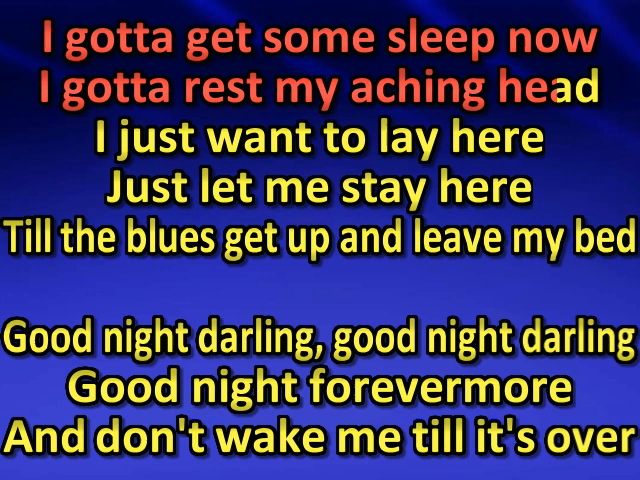 I gotta get some sleep now
I gotta rest my aching head
I just want to lay here
Just let me stay here
Till the blues get up and leave my bed
Good night darling, good night darling
Good night forevermore
And don't wake me till it's over